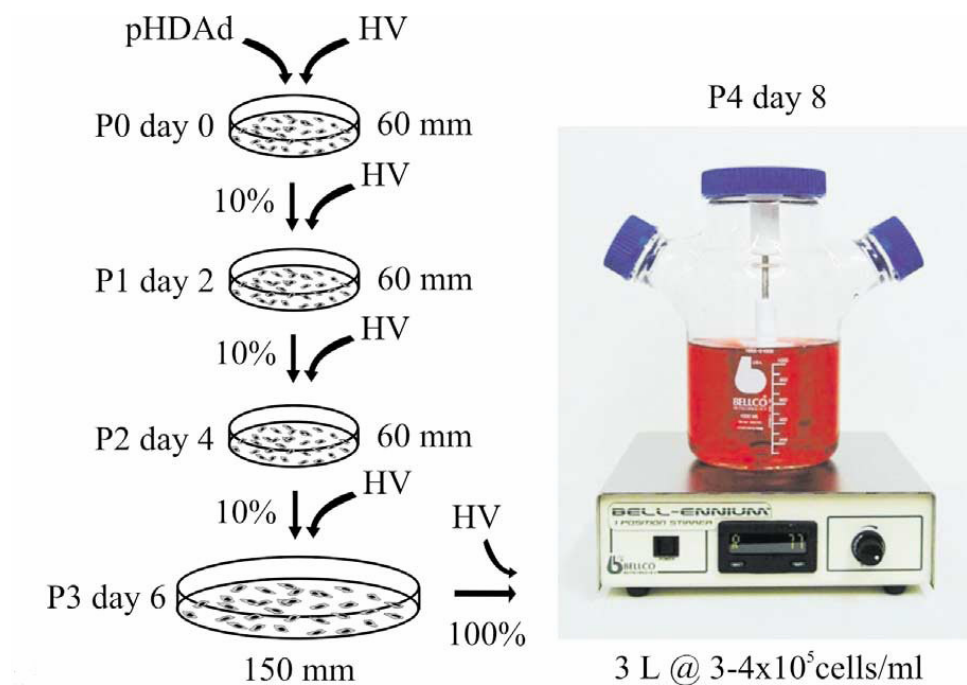 pHDAd
HV
P0 day 0
60 mm
10%
HV
P1 day 2
60 mm
10%
HV
P2 day 4
60 mm
10%
HV
P3 day 6
150 mm
HV
100%
P4 day 8
BELLCO
BELL-ENNIUM
1 POSITION STIRRER
77
BELLCO
3 L @ 3-4x10⁵cells/ml